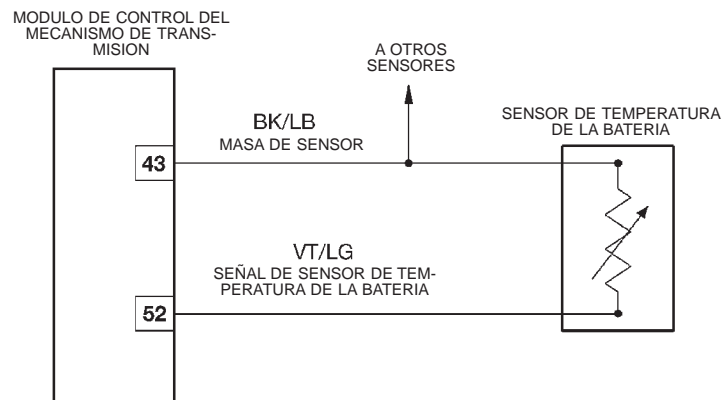 MODULO DE CONTROL DEL
MECANISMO DE TRANS-
MISION
A OTROS
SENSORES
SENSOR DE TEMPERATURA
DE LA BATERIA
BK/LB
MASA DE SENSOR
43
VT/LG
SEÑAL DE SENSOR DE TEM-
PERATURA DE LA BATERIA
52